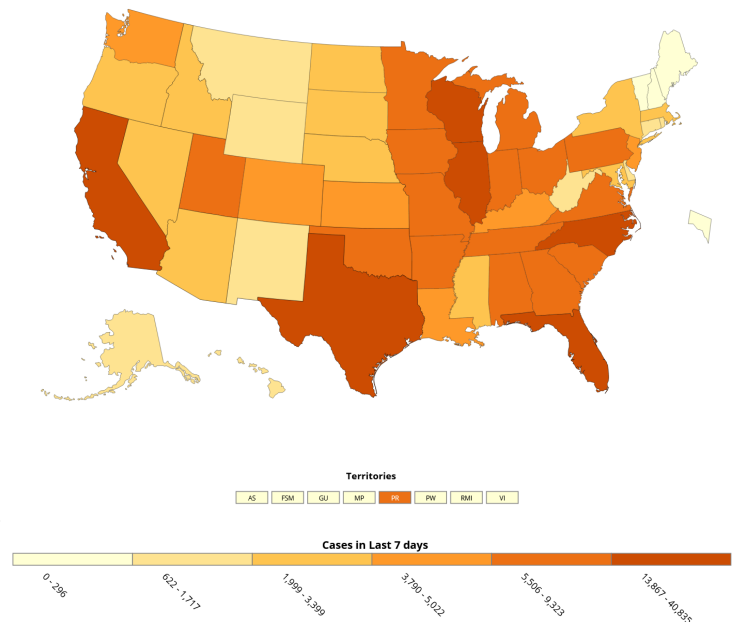 Territories
AS FSM GU MP PR PW RMI VI
Cases in Last 7 days
0 - 296 622 - 1,717 1,999 - 3,399 3,790 - 5,022 5,506 - 9,323 13,867 - 40,835